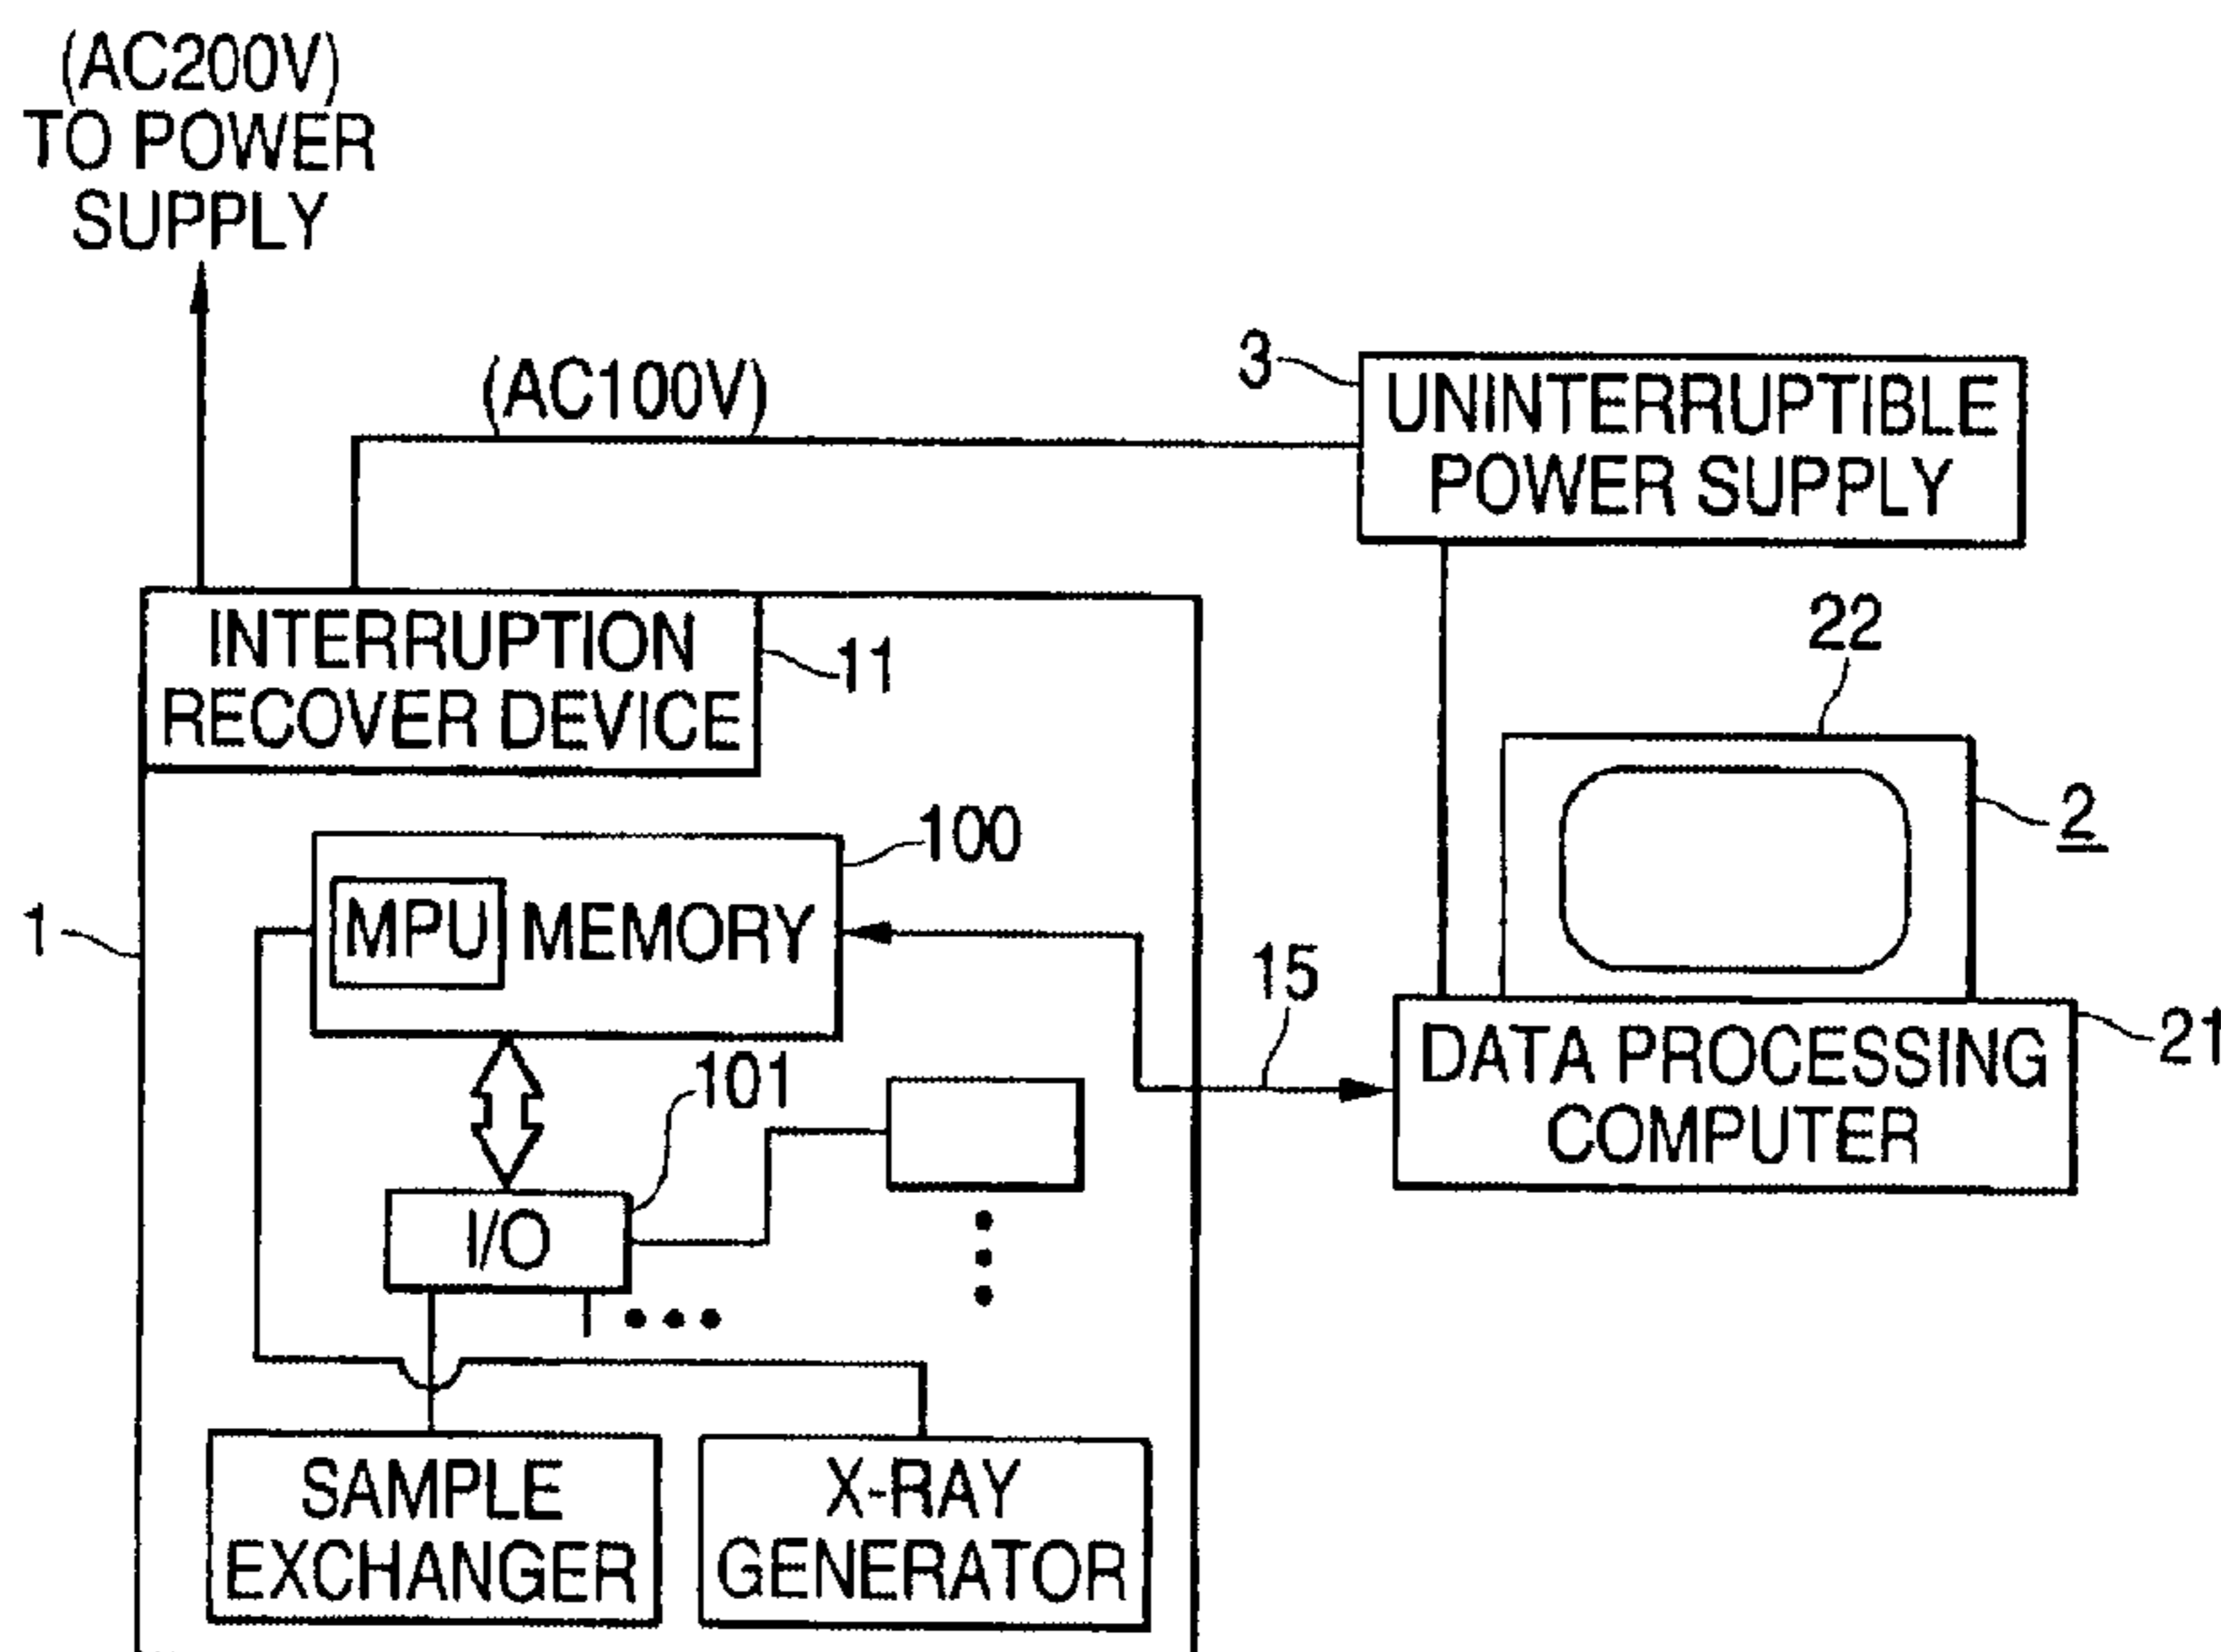 (AC200V)
TO POWER
SUPPLY
(AC100V)
3
UNINTERRUPTIBLE
POWER SUPPLY
INTERRUPTION
RECOVER DEVICE
11
22
2
100
MPU
MEMORY
1
15
21
DATA PROCESSING
COMPUTER
101
I/O
SAMPLE
EXCHANGER
X-RAY
GENERATOR